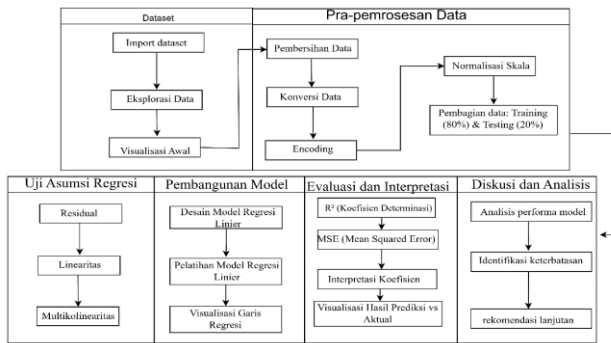 Dataset
Import dataset
Eksplorasi Data
Visualisasi Awal
Pra-pemrosesan Data
Pembersihan Data
Konversi Data
Encoding
Normalisasi Skala
Pembagian data: Training
(80%) & Testing (20%)
Uji Asumsi Regresi
Residual
Linearitas
Multikolinearitas
Pembangunan Model
Desain Model Regresi
Linier
Pelatihan Model Regresi
Linier
Visualisasi Garis
Regresi
Evaluasi dan Interpretasi
R² (Koefisien Determinasi)
MSE (Mean Squared Error)
Interpretasi Koefisien
Visualisasi Hasil Prediksi vs
Aktual
Diskusi dan Analisis
Analisis performa model
Identifikasi keterbatasan
rekomendasi lanjutan